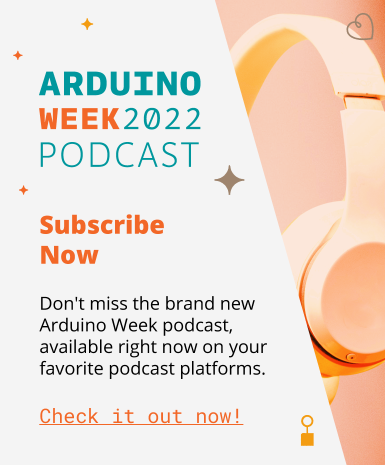 ARDUINO
WEEK2022
PODCAST
Subscribe
Now
Don't miss the brand new
Arduino Week podcast,
available right now on your
favorite podcast platforms.
Check it out now!